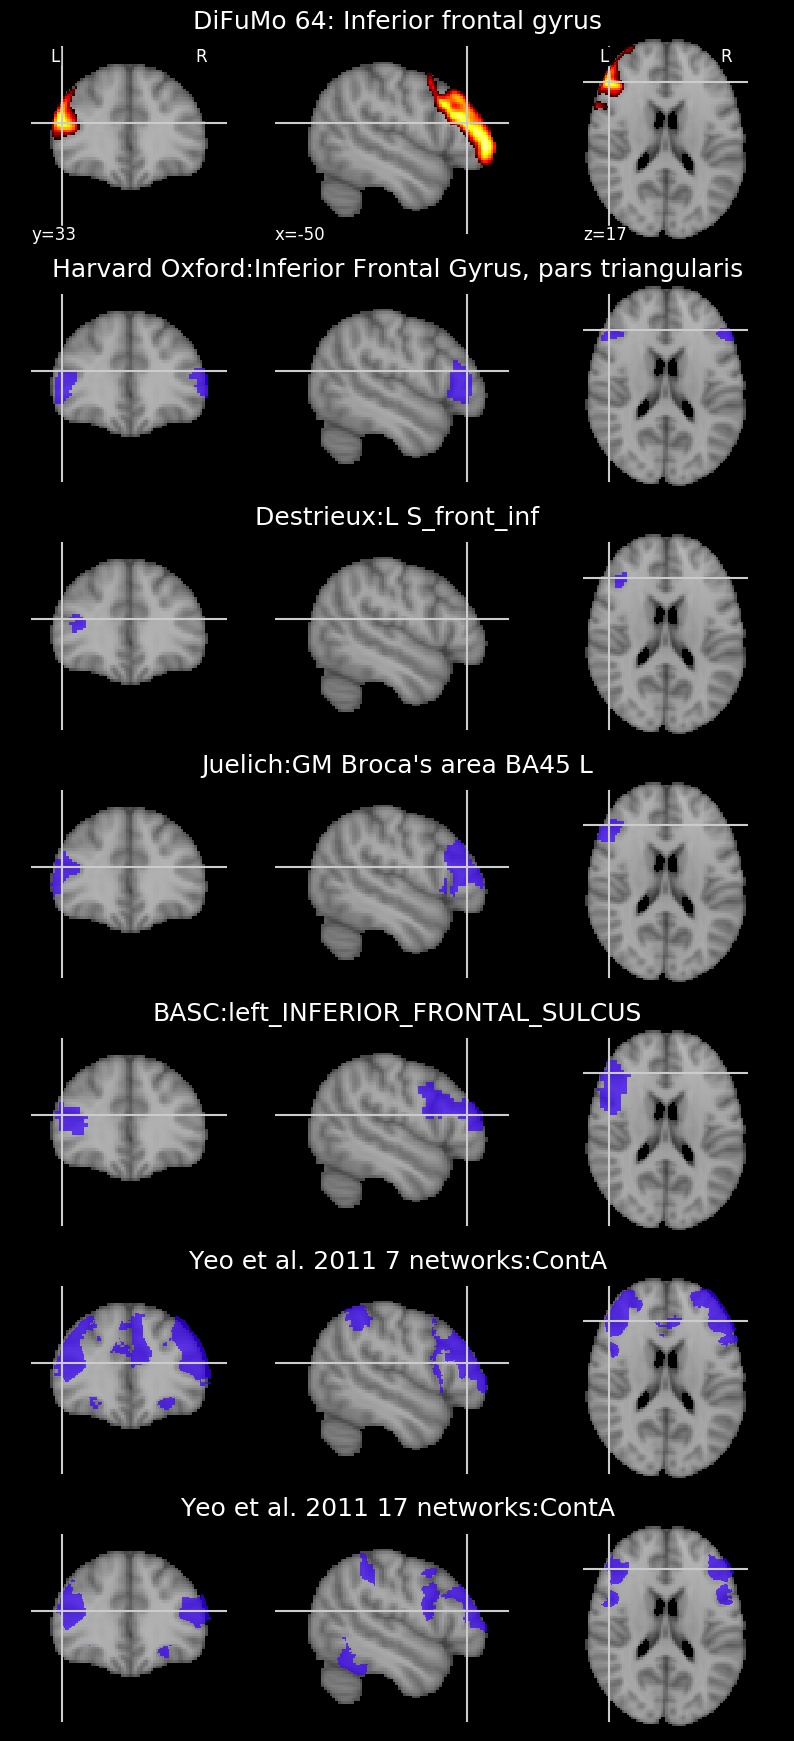 DiFuMo 64: Inferior frontal gyrus
L R L R
y=33 x=-50 z=17
Harvard Oxford:Inferior Frontal Gyrus, pars triangularis
Destrieux:L S_front_inf
Juelich:GM Broca's area BA45 L
BASC:left_INFERIOR_FRONTAL_SULCUS
Yeo et al. 2011 7 networks:ContA
Yeo et al. 2011 17 networks:ContA